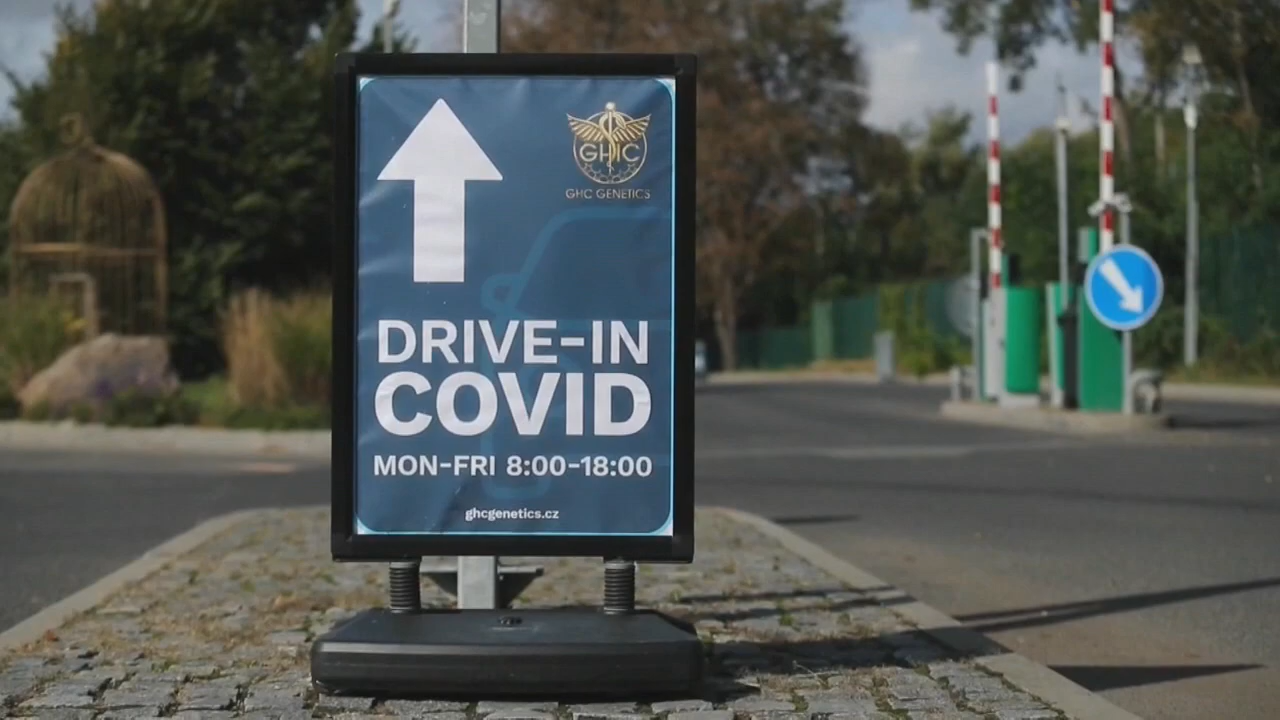 GHC
GHC GENETICS
DRIVE-IN
COVID
MON-FRI 8:00-18:00
ghcgenetics.cz